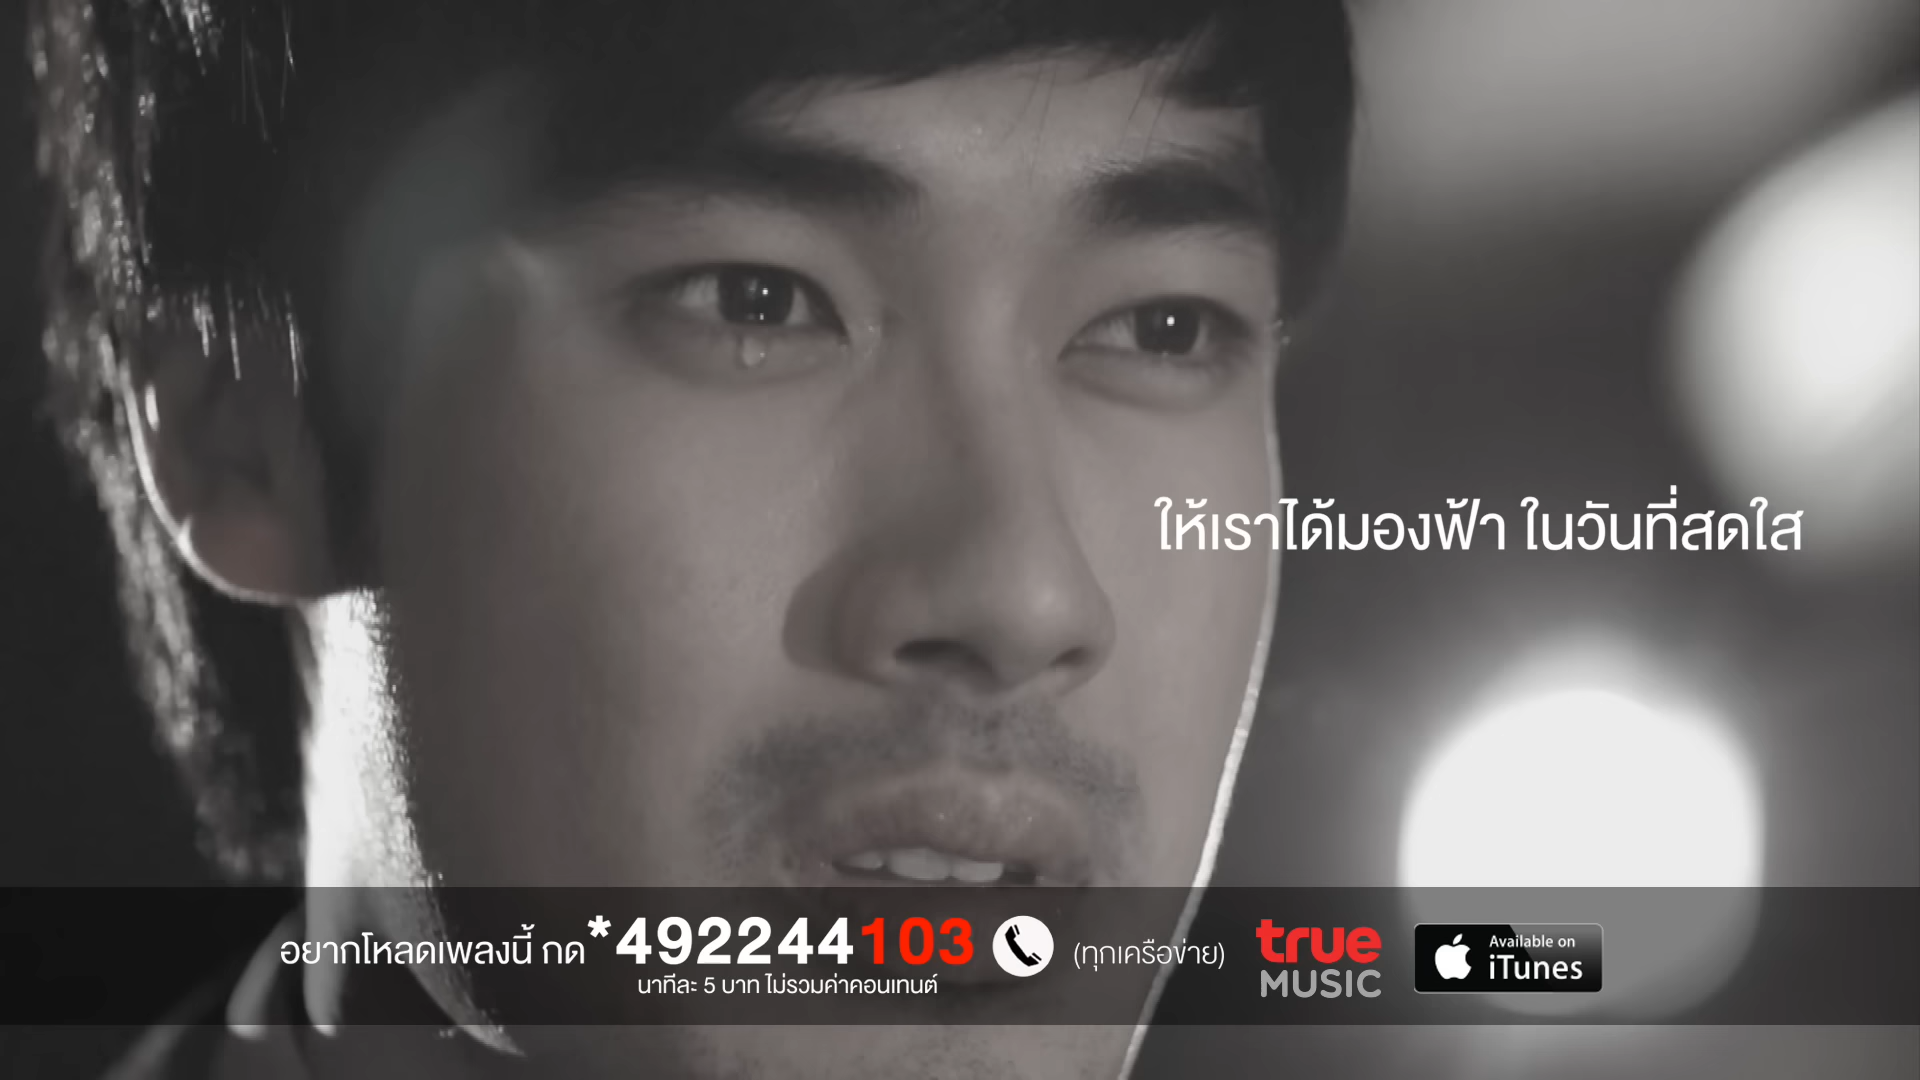 ให้เราได้มองฟ้า ในวันที่สดใส
อยากโหลดเพลงนี้ กด *492244103 (ทุกเครือข่าย)
นาทีละ 5 บาท ไม่รวมค่าคอนเทนต์
true
MUSIC
Available on
iTunes